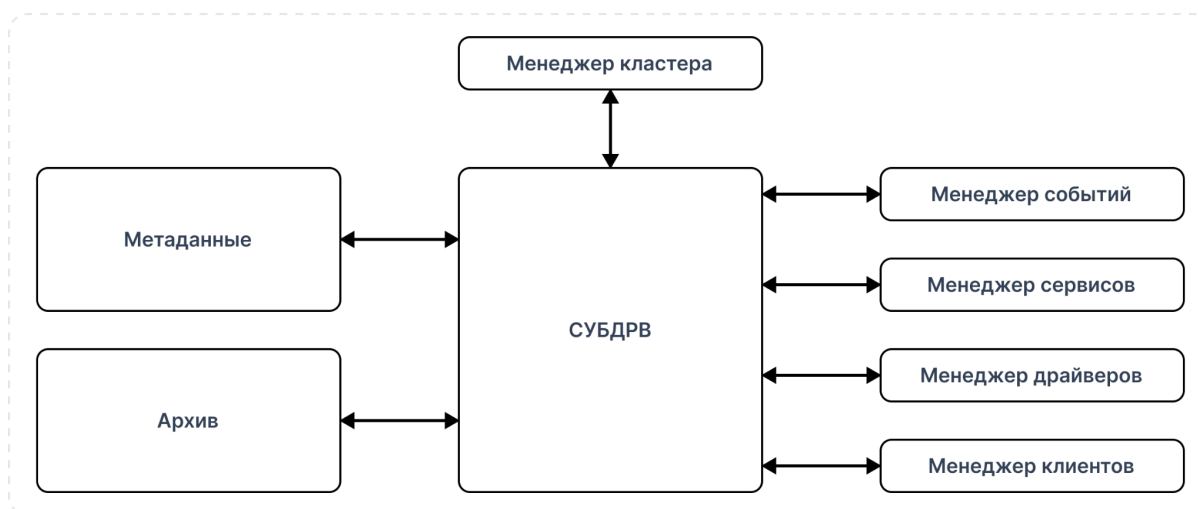 Менеджер кластера
Метаданные
Архив
СУБДРВ
Менеджер событий
Менеджер сервисов
Менеджер драйверов
Менеджер клиентов